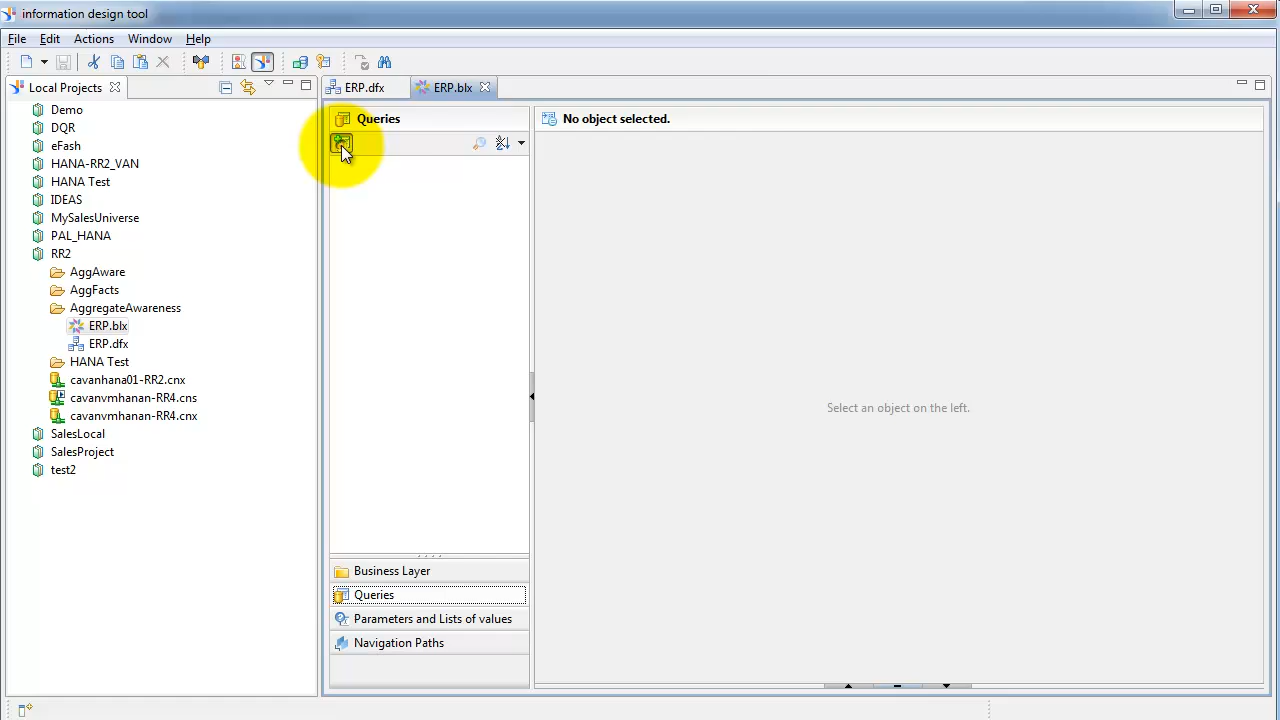 information design tool
File Edit Actions Window Help
Local Projects
ERP.dfx
ERP.blx
Demo
DQR
eFash
HANA-RR2_VAN
HANA Test
IDEAS
MySalesUniverse
PAL_HANA
RR2
AggAware
AggFacts
AggregateAwareness
ERP.blx
ERP.dfx
HANA Test
cavanhana01-RR2.cnx
cavanvmhanan-RR4.cns
cavanvmhanan-RR4.cnx
SalesLocal
SalesProject
test2
Queries
Business Layer
Queries
Parameters and Lists of values
Navigation Paths
No object selected.
Select an object on the left.